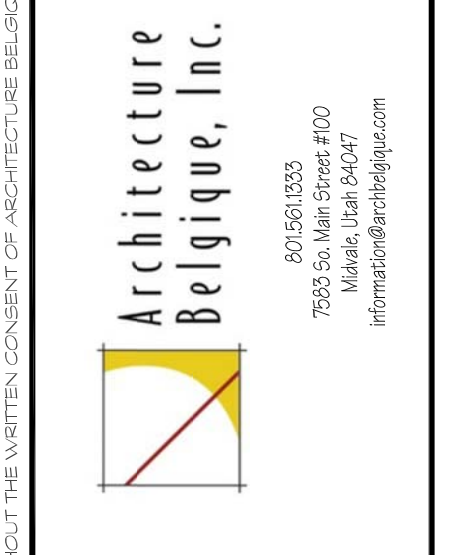 HOUT THE WRITTEN CONSENT OF ARCHITECTURE BELGIQ
Architecture
Belgique, Inc.
801.561.1333
7583 So. Main Street #100
Midvale, Utah 84047
information@archbelgique.com